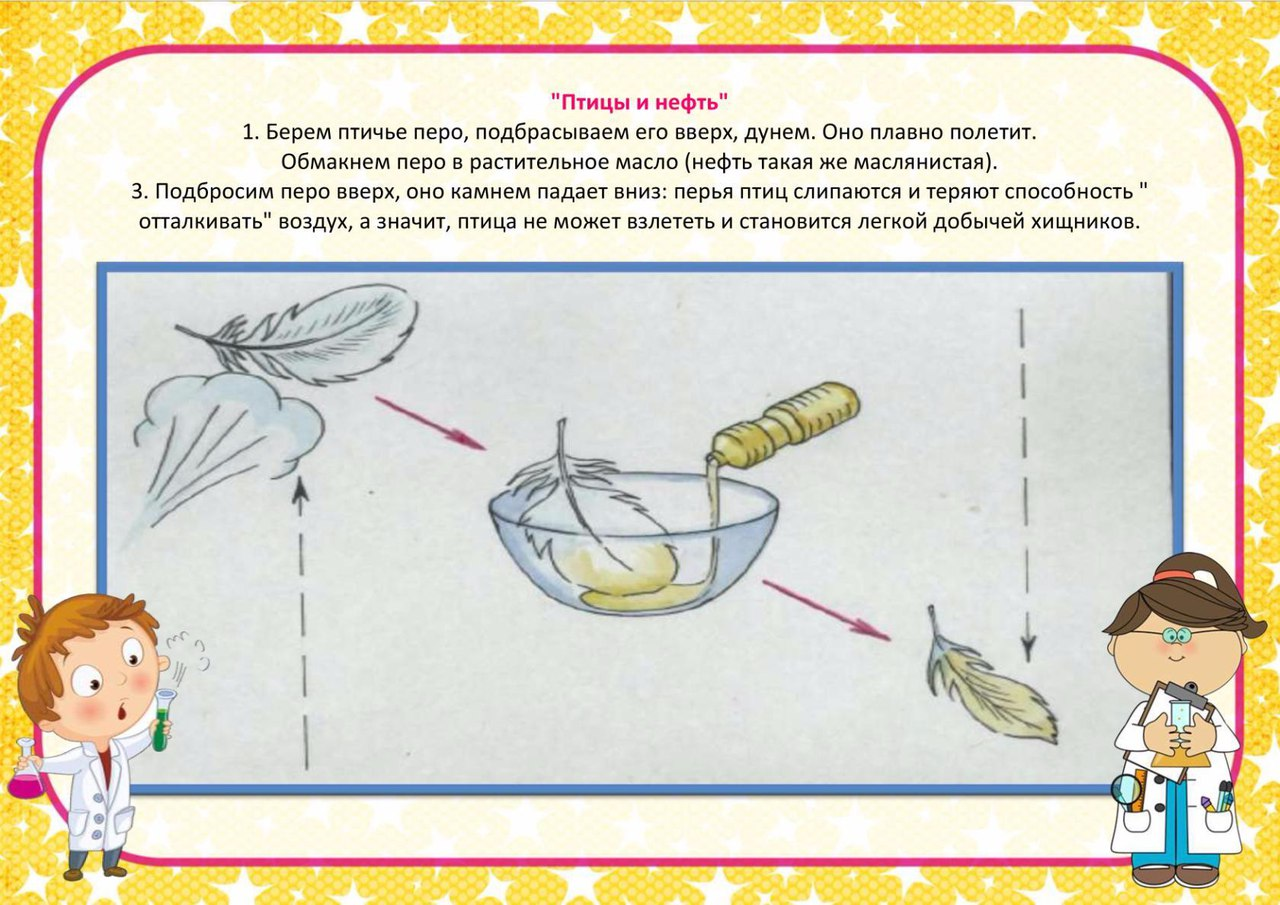 "Птицы и нефть"
1. Берем птичье перо, подбрасываем его вверх, дунем. Оно плавно полетит.
Обмакнем перо в растительное масло (нефть такая же маслянистая).
3. Подбросим перо вверх, оно камнем падает вниз: перья птиц слипаются и теряют способность "
отталкивать" воздух, а значит, птица не может взлететь и становится легкой добычей хищников.